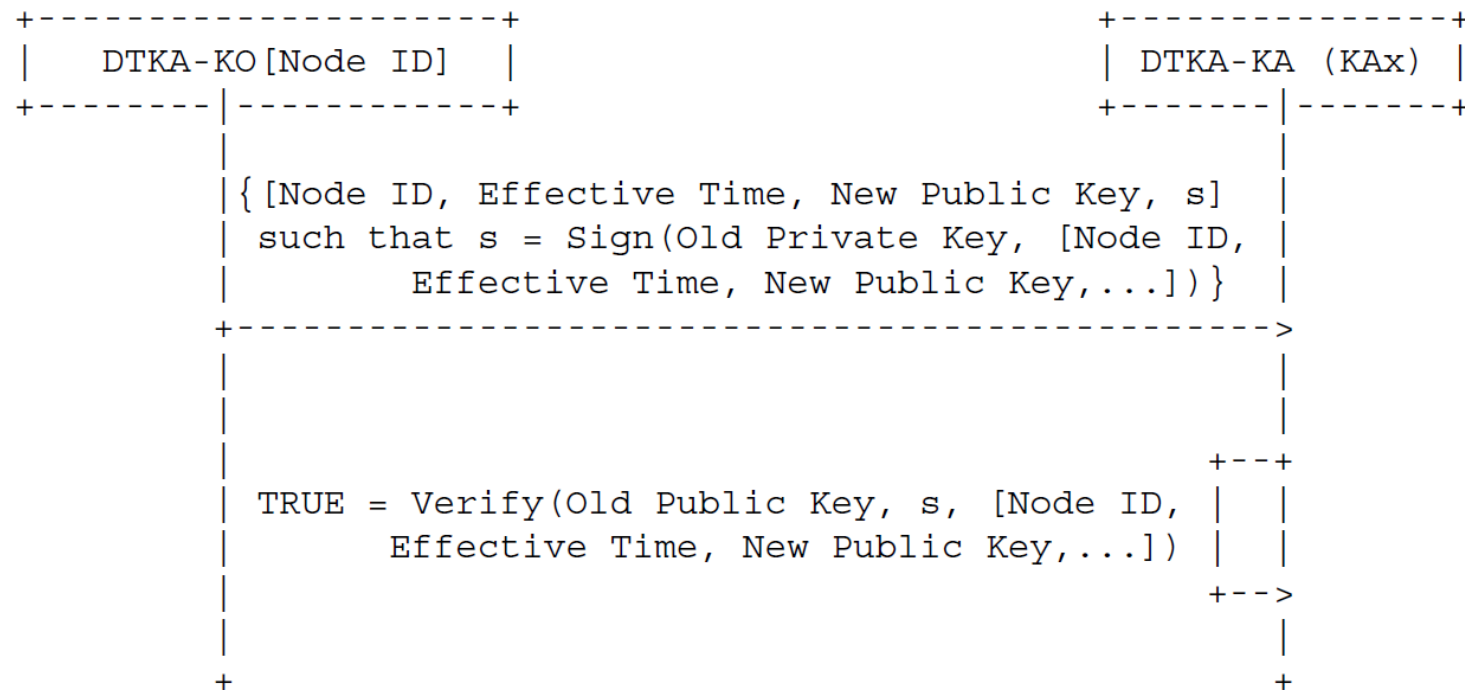 DTKA-KO[Node ID] DTKA-KA (KAx)
{[Node ID, Effective Time, New Public Key, s]
such that s = Sign(Old Private Key, [Node ID,
Effective Time, New Public Key,...])}
TRUE = Verify(Old Public Key, s, [Node ID,
Effective Time, New Public Key,...])